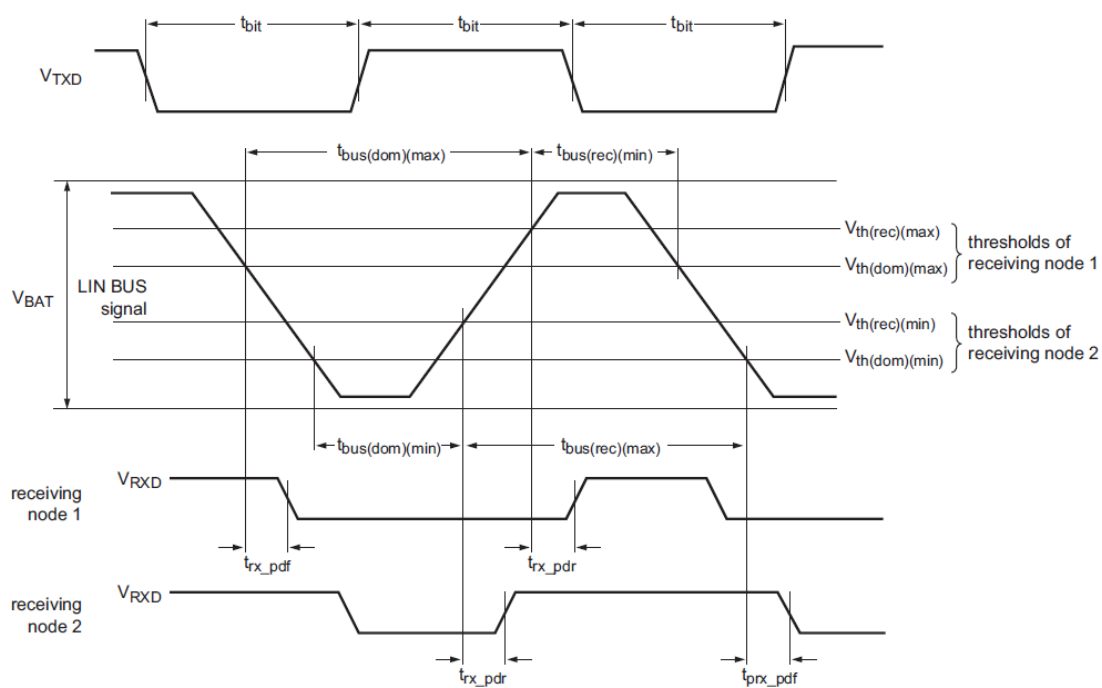 tbit tbit tbit
VTXD
tbus(dom)(max) tbus(rec)(min)
Vth(rec)(max)
thresholds of
receiving node 1
Vth(dom)(max)
VBAT
LIN BUS
signal
Vth(rec)(min)
thresholds of
receiving node 2
Vth(dom)(min)
tbus(dom)(min) tbus(rec)(max)
VRXD
receiving
node 1
trx_pdf trx_pdr
VRXD
receiving
node 2
trx_pdr tprx_pdf